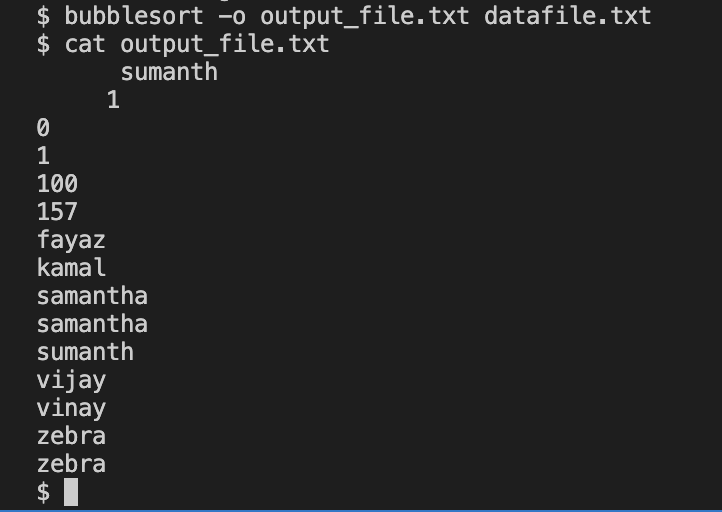 $ bubblesort -o output_file.txt datafile.txt
$ cat output_file.txt
      sumanth
     1
0
1
100
157
fayaz
kamal
samantha
samantha
sumanth
vijay
vinay
zebra
zebra
$